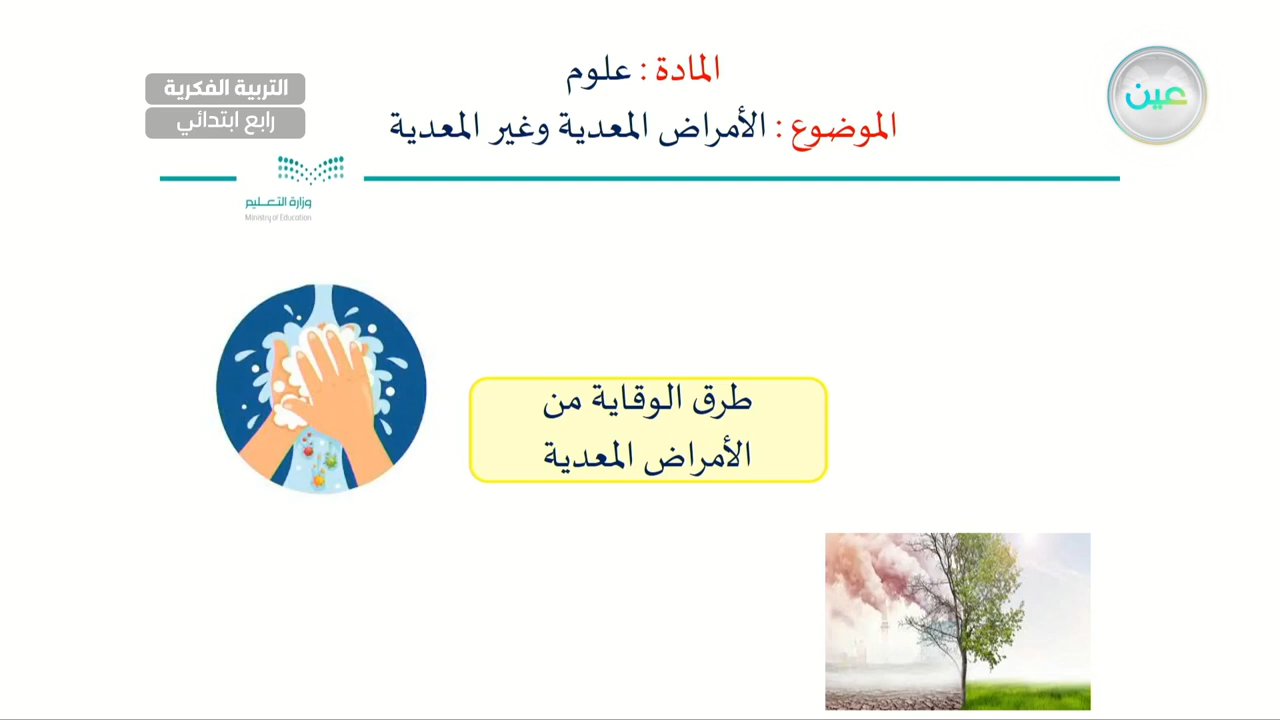 المادة : علوم
الموضوع : الأمراض المعدية وغير المعدية
عين
التربية الفكرية
رابع ابتدائي
وزارة التعليم
Ministry of Education
طرق الوقاية من
الأمراض المعدية